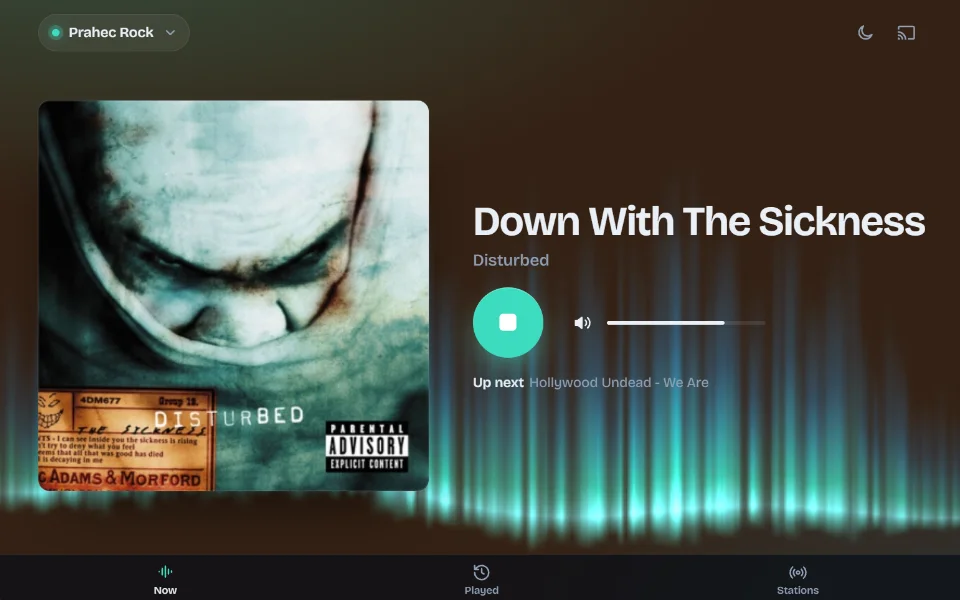 Prahec Rock
4DM677 Group 13.
THE SICKNESS
DISTURBED
NTS - I can see inside you the sickness is rising
't try to deny what you feel
eems that all that was good has died
l is decaying in me
ADAMS & MORFORD
PARENTAL
ADVISORY
EXPLICIT CONTENT
Down With The Sickness
Disturbed
Up next Hollywood Undead - We Are
Now
Played
Stations